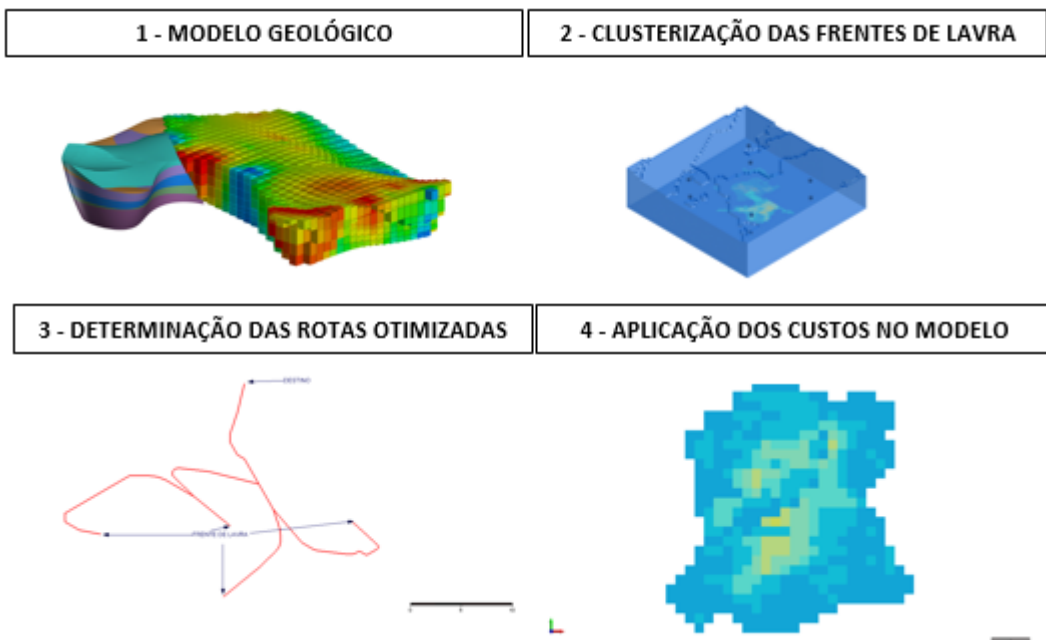 1 - MODELO GEOLÓGICO
2 - CLUSTERIZAÇÃO DAS FRENTES DE LAVRA
3 - DETERMINAÇÃO DAS ROTAS OTIMIZADAS
4 - APLICAÇÃO DOS CUSTOS NO MODELO
DESTINO
FRENTE DE LAVRA